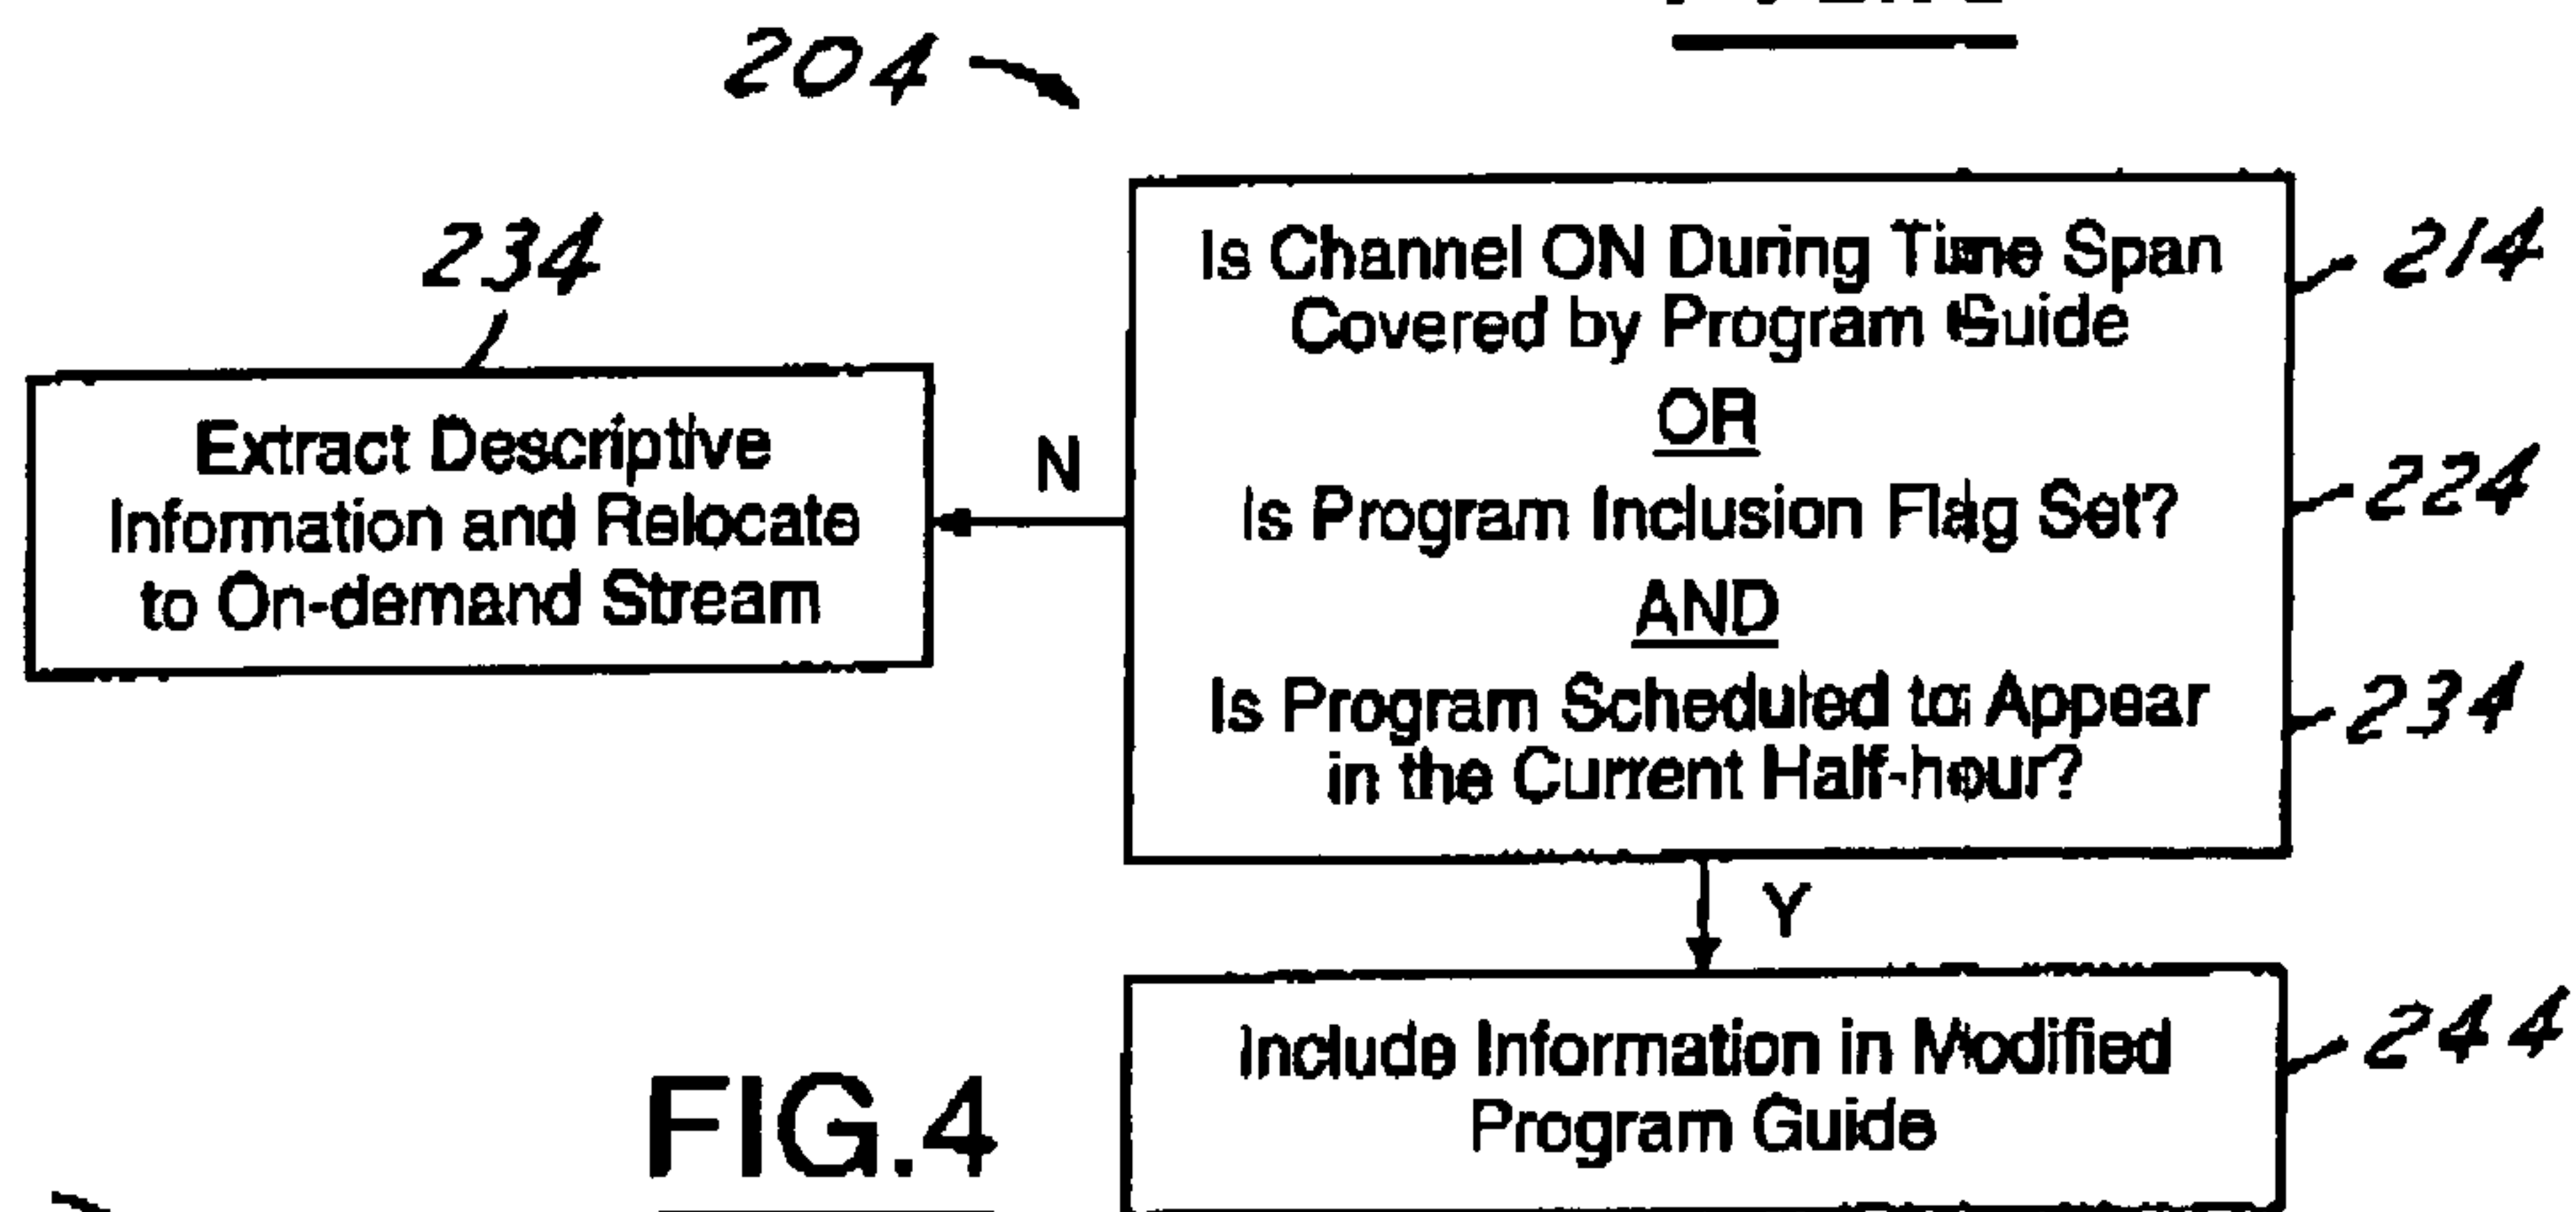 204
234
Extract Descriptive
Information and Relocate
to On-demand Stream
N
Is Channel ON During Time Span
Covered by Program Guide
OR
Is Program Inclusion Flag Set?
AND
Is Program Scheduled to Appear
in the Current Half-hour?
214
224
234
Y
Include Information in Modified
Program Guide
244
FIG.4